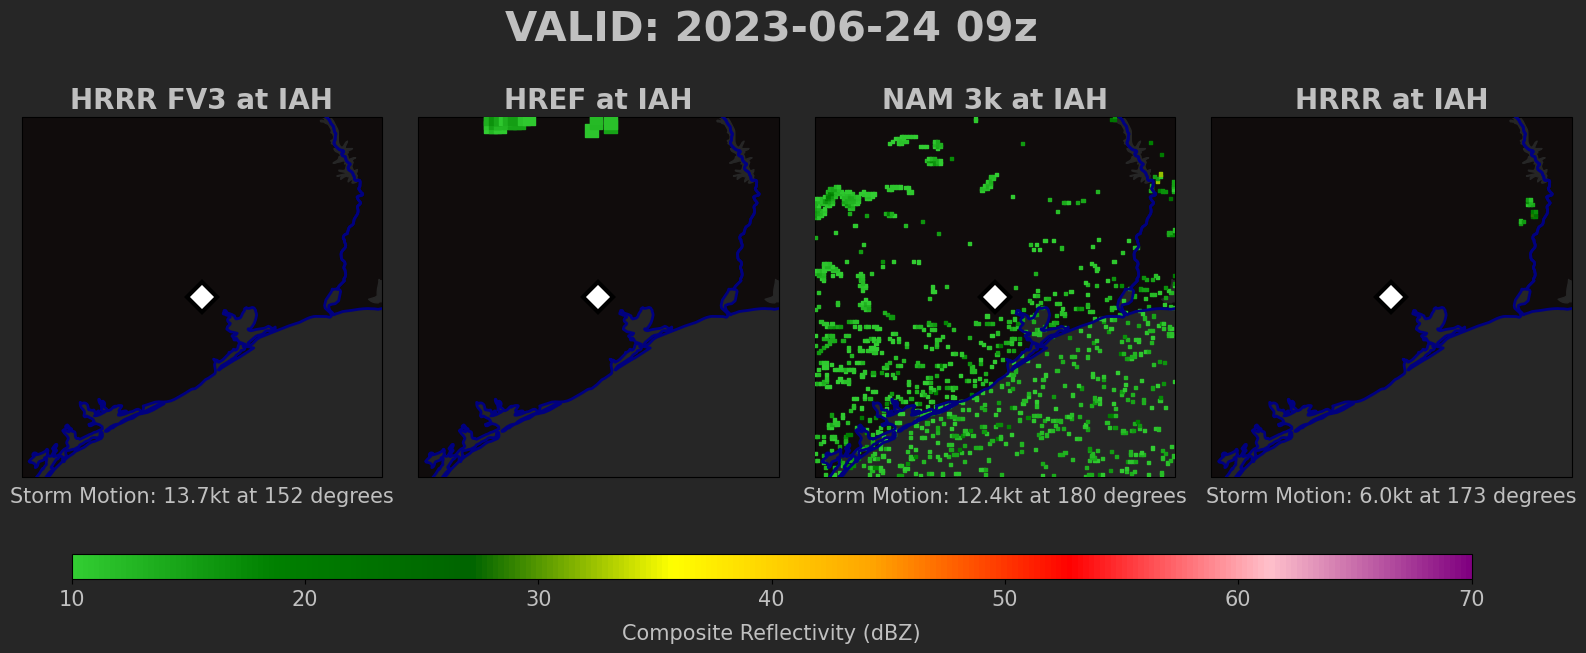 VALID: 2023-06-24 09z
HRRR FV3 at IAH
HREF at IAH
NAM 3k at IAH
HRRR at IAH
Storm Motion: 13.7kt at 152 degrees
Storm Motion: 12.4kt at 180 degrees
Storm Motion: 6.0kt at 173 degrees
10 20 30 40 50 60 70
Composite Reflectivity (dBZ)